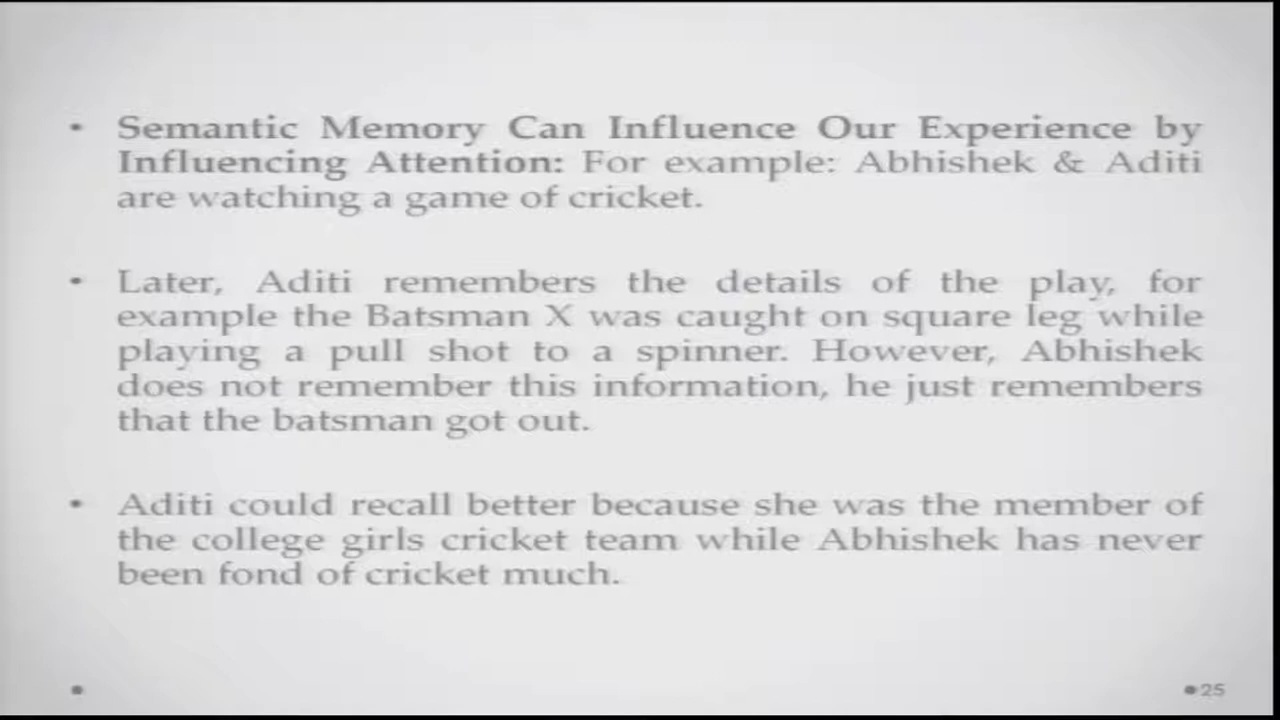 • Semantic Memory Can Influence Our Experience by
Influencing Attention: For example: Abhishek & Aditi
are watching a game of cricket.
• Later, Aditi remembers the details of the play, for
example the Batsman X was caught on square leg while
playing a pull shot to a spinner. However, Abhishek
does not remember this information, he just remembers
that the batsman got out.
• Aditi could recall better because she was the member of
the college girls cricket team while Abhishek has never
been fond of cricket much.
• 25